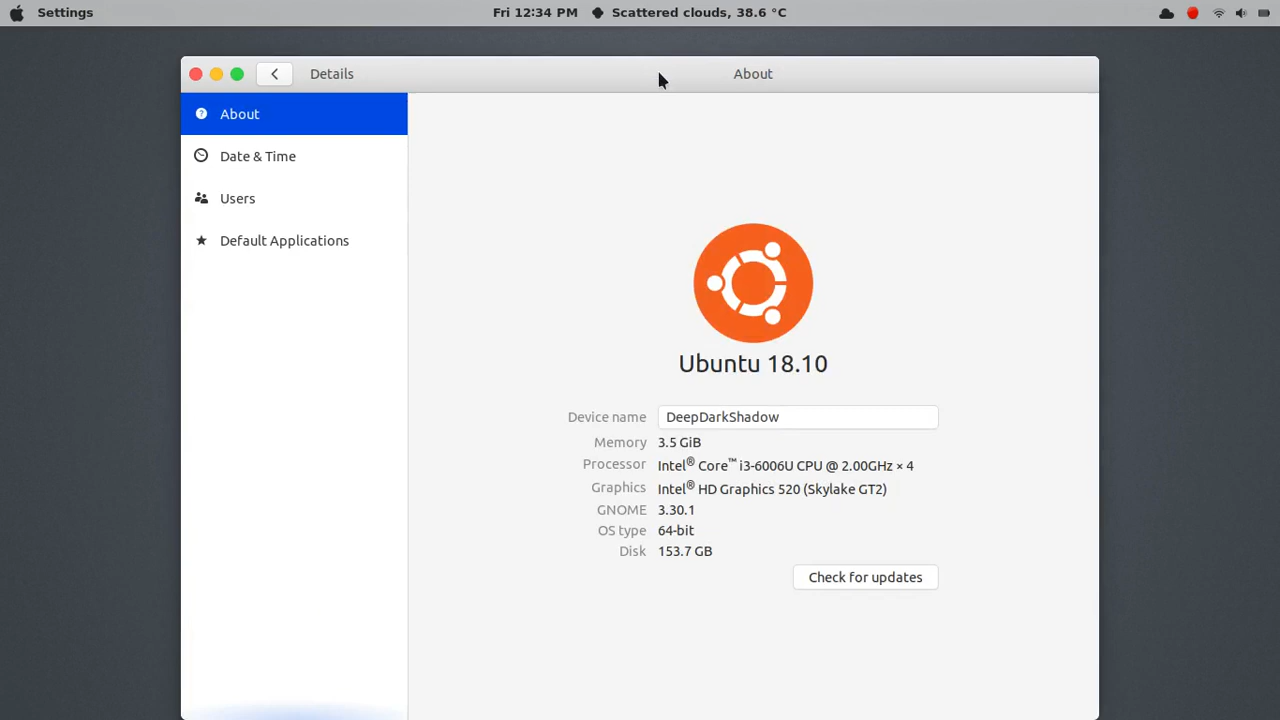 Settings
Fri 12:34 PM
Scattered clouds, 38.6 °C
Details
About
About
Date & Time
Users
Default Applications
Ubuntu 18.10
Device name DeepDarkShadow
Memory 3.5 GiB
Processor Intel® Core™ i3-6006U CPU @ 2.00GHz × 4
Graphics Intel® HD Graphics 520 (Skylake GT2)
GNOME 3.30.1
OS type 64-bit
Disk 153.7 GB
Check for updates